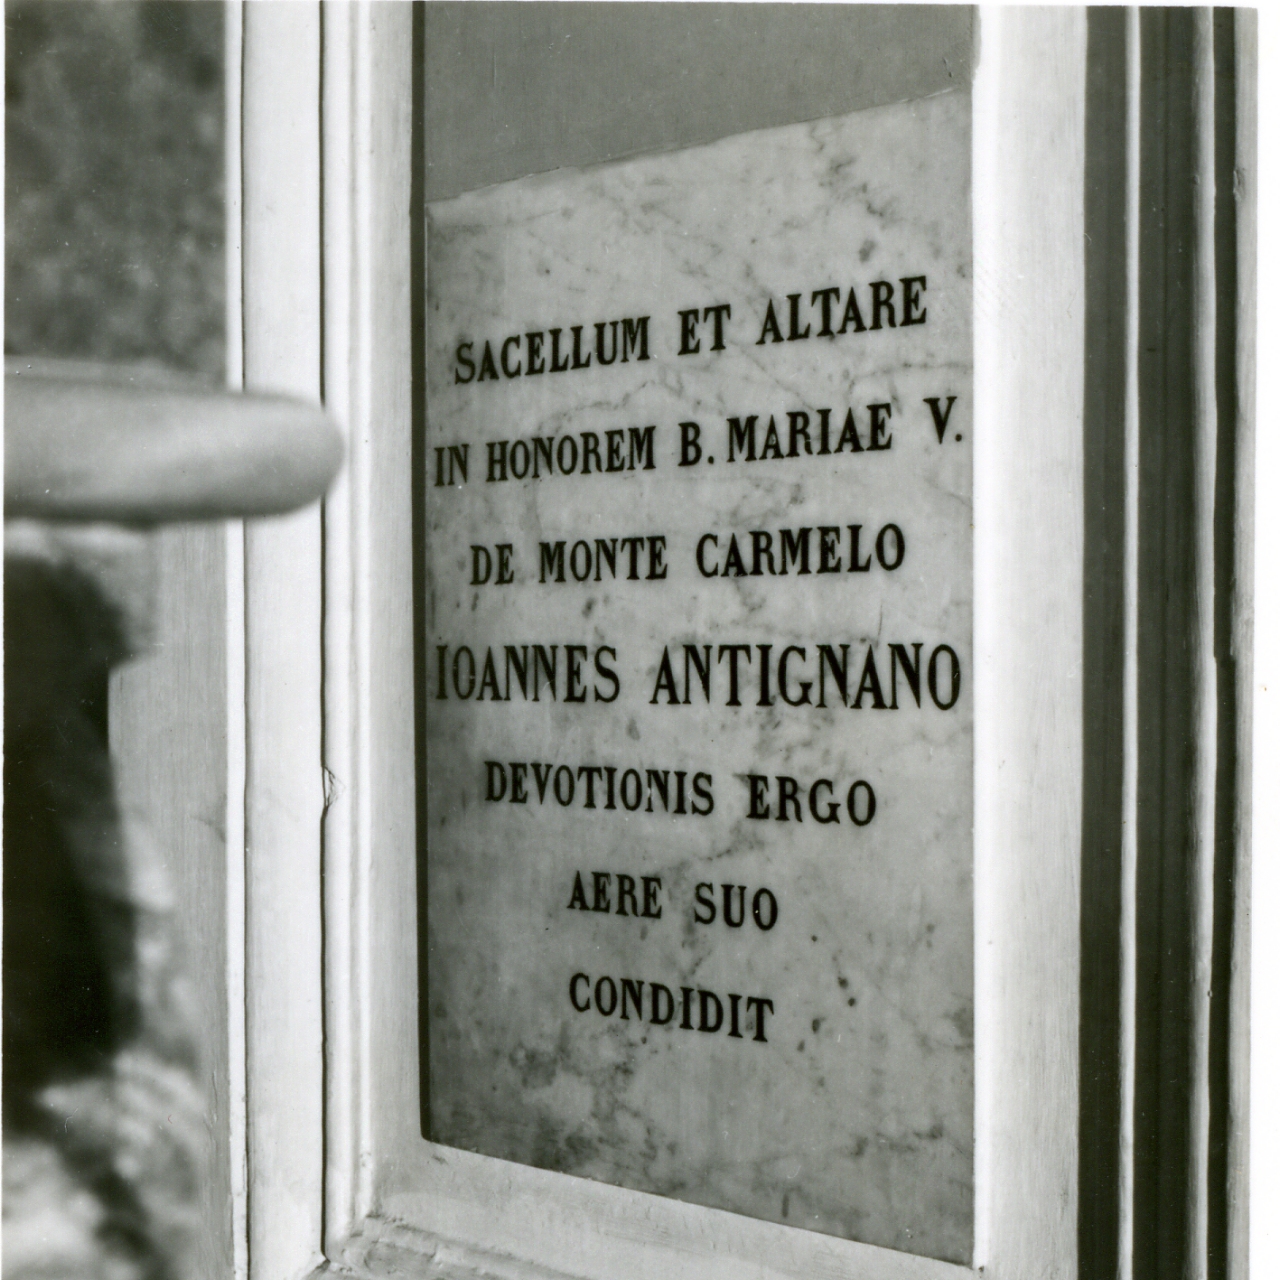 SACELLUM ET ALTARE
IN HONOREM B. MARIAE V.
DE MONTE CARMELO
IOANNES ANTIGNANO
DEVOTIONIS ERGO
AERE SUO
CONDIDIT